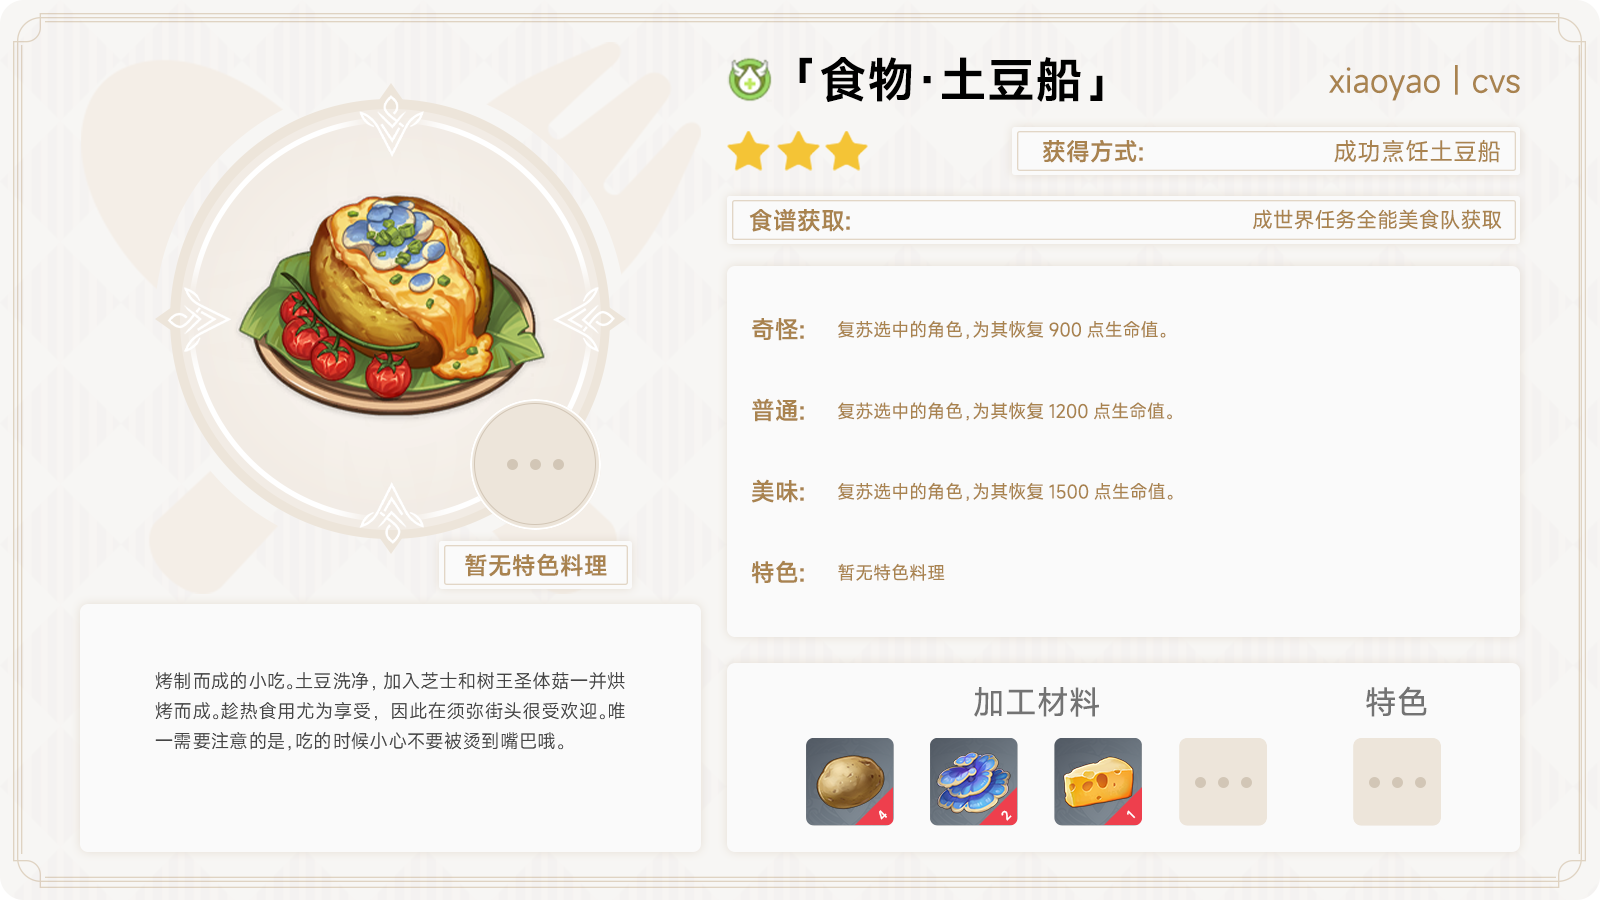 「食物·土豆船」
xiaoyao | cvs
获得方式: 成功烹饪土豆船
食谱获取: 成世界任务全能美食队获取
奇怪: 复苏选中的角色,为其恢复 900 点生命值。
普通: 复苏选中的角色,为其恢复 1200 点生命值。
美味: 复苏选中的角色,为其恢复 1500 点生命值。
特色: 暂无特色料理
暂无特色料理
烤制而成的小吃。土豆洗净, 加入芝士和树王圣体菇一并烘
烤而成。趁热食用尤为享受, 因此在须弥街头很受欢迎。唯
一需要注意的是,吃的时候小心不要被烫到嘴巴哦。
加工材料
特色
4
2
1